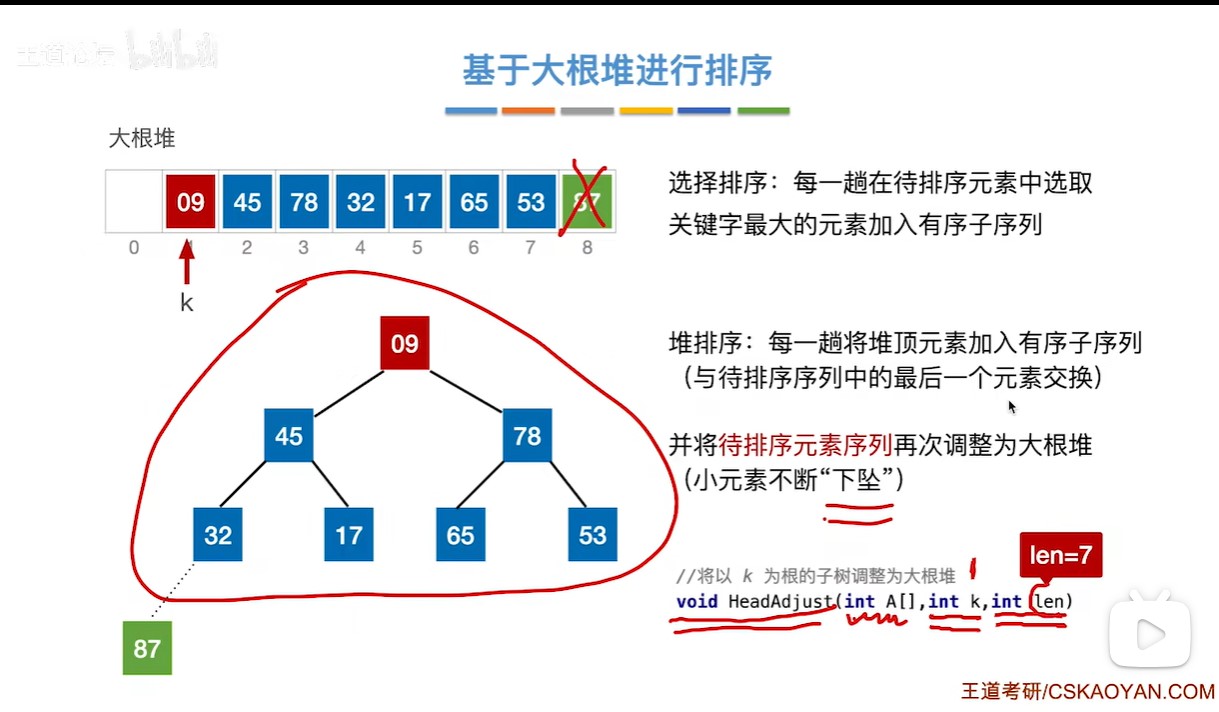 王道论坛 bilibili
基于大根堆进行排序
大根堆
09 45 78 32 17 65 53 87
0 1 2 3 4 5 6 7 8
k
选择排序：每一趟在待排序元素中选取
关键字最大的元素加入有序子序列
09
45 78
32 17 65 53
87
堆排序：每一趟将堆顶元素加入有序子序列
（与待排序序列中的最后一个元素交换）
并将待排序元素序列再次调整为大根堆
（小元素不断“下坠”）
len=7
//将以 k 为根的子树调整为大根堆 1
void HeadAdjust(int A[],int k,int len)
王道考研/CSKAOYAN.COM